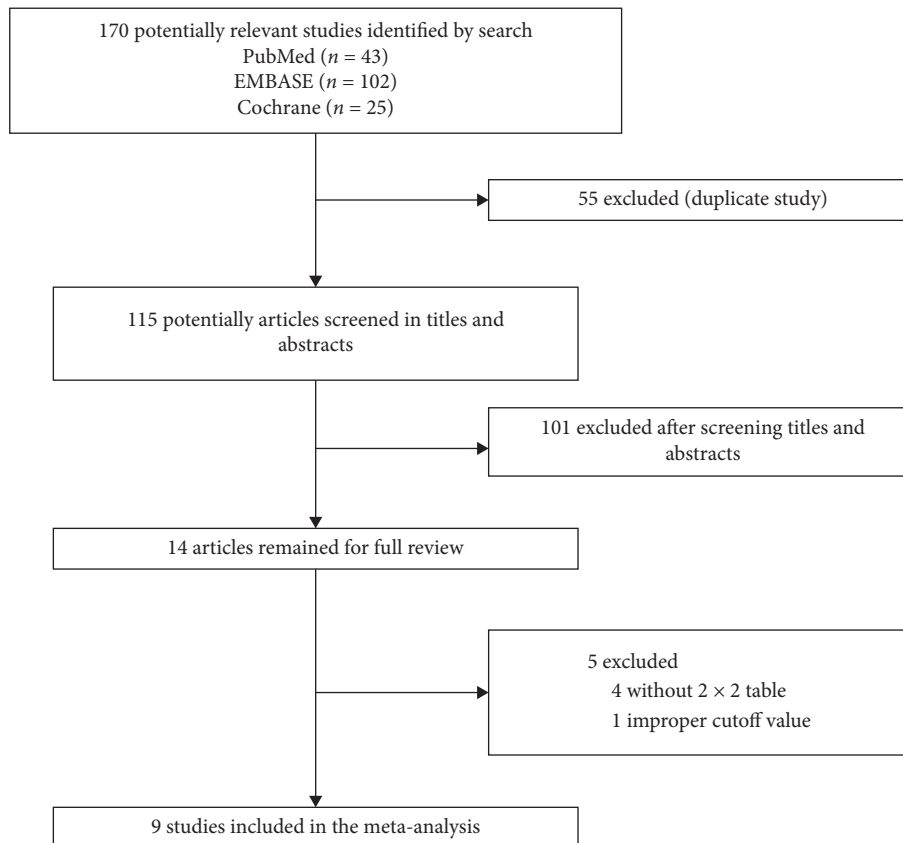 170 potentially relevant studies identified by search
PubMed (n = 43)
EMBASE (n = 102)
Cochrane (n = 25)
55 excluded (duplicate study)
115 potentially articles screened in titles and
abstracts
101 excluded after screening titles and
abstracts
14 articles remained for full review
5 excluded
4 without 2 × 2 table
1 improper cutoff value
9 studies included in the meta-analysis